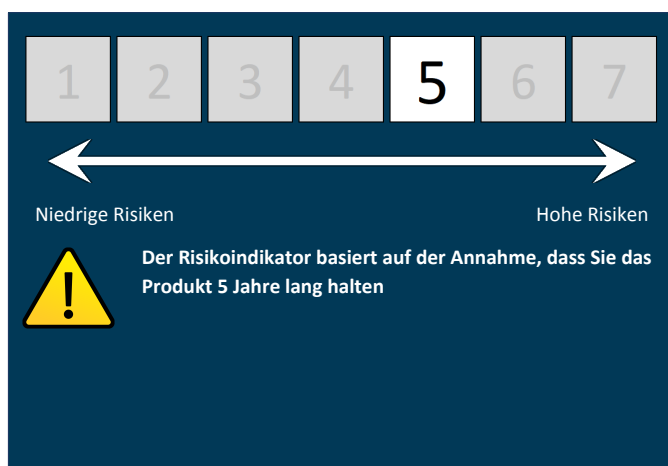 1 2 3 4 5 6 7
Niedrige Risiken Hohe Risiken
Der Risikoindikator basiert auf der Annahme, dass Sie das
Produkt 5 Jahre lang halten